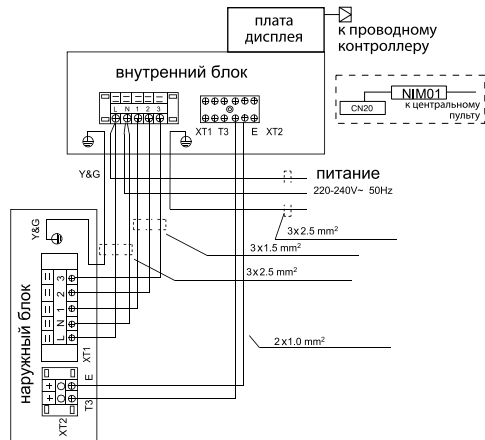 плата
дисплея
к проводному
контроллеру
внутренний блок
L N 1 2 3
XT1 T3 E XT2
CN20
NIM01
к центральному
пульту
Y&G
питание
220-240V~ 50Hz
3x2.5 mm²
3x1.5 mm²
3x2.5 mm²
2x1.0 mm²
наружный блок
Y&G
L N 1 2 3
XT1
T3 E
XT2